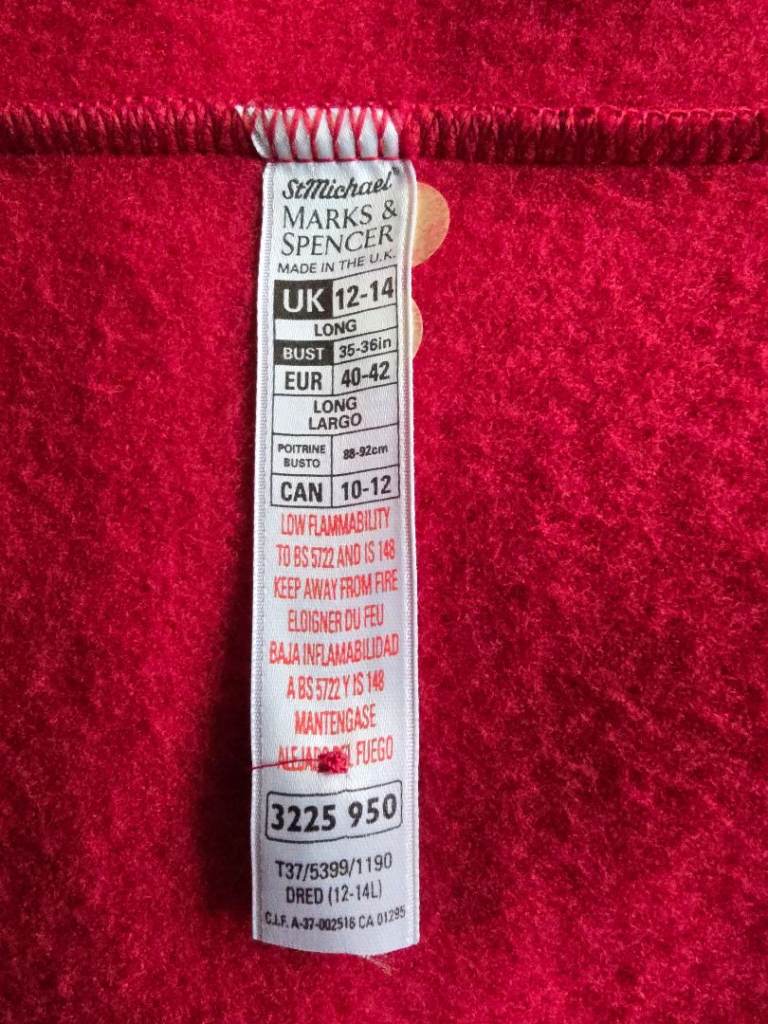 StMichael
MARKS &
SPENCER
MADE IN THE U.K.
UK 12-14
LONG
BUST 35-36in
EUR 40-42
LONG
LARGO
POITRINE
BUSTO 88-92cm
CAN 10-12
LOW FLAMMABILITY
TO BS 5722 AND IS 148
KEEP AWAY FROM FIRE
ELOIGNER DU FEU
BAJA INFLAMABILIDAD
A BS 5722 Y IS 148
MANTENGASE
ALEJADO DEL FUEGO
3225 950
T37/5399/1190
DRED (12-14L)
C.I.F. A-37-002516 CA 01295